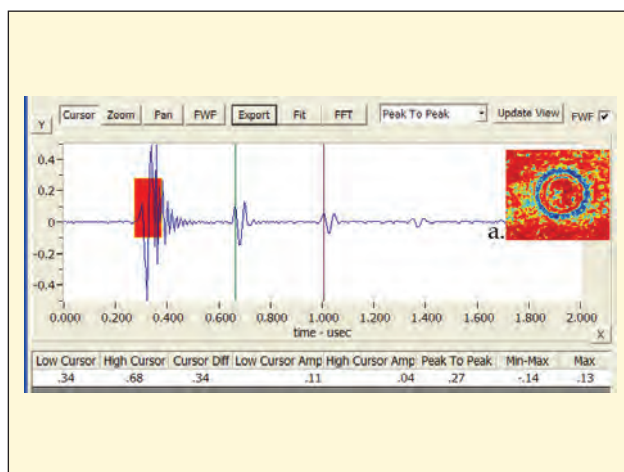 Cursor Zoom Pan FWF Export Fit FFT Peak To Peak Update View FWF
Y
0.4
0.2
0
-0.2
-0.4
a.
0.000 0.200 0.400 0.600 0.800 1.000 1.200 1.400 1.600 1.800 2.000
time - usec
X
Low Cursor High Cursor Cursor Diff Low Cursor Amp High Cursor Amp Peak To Peak Min-Max Max
.34 .68 .34 .11 .04 .27 -.14 .13